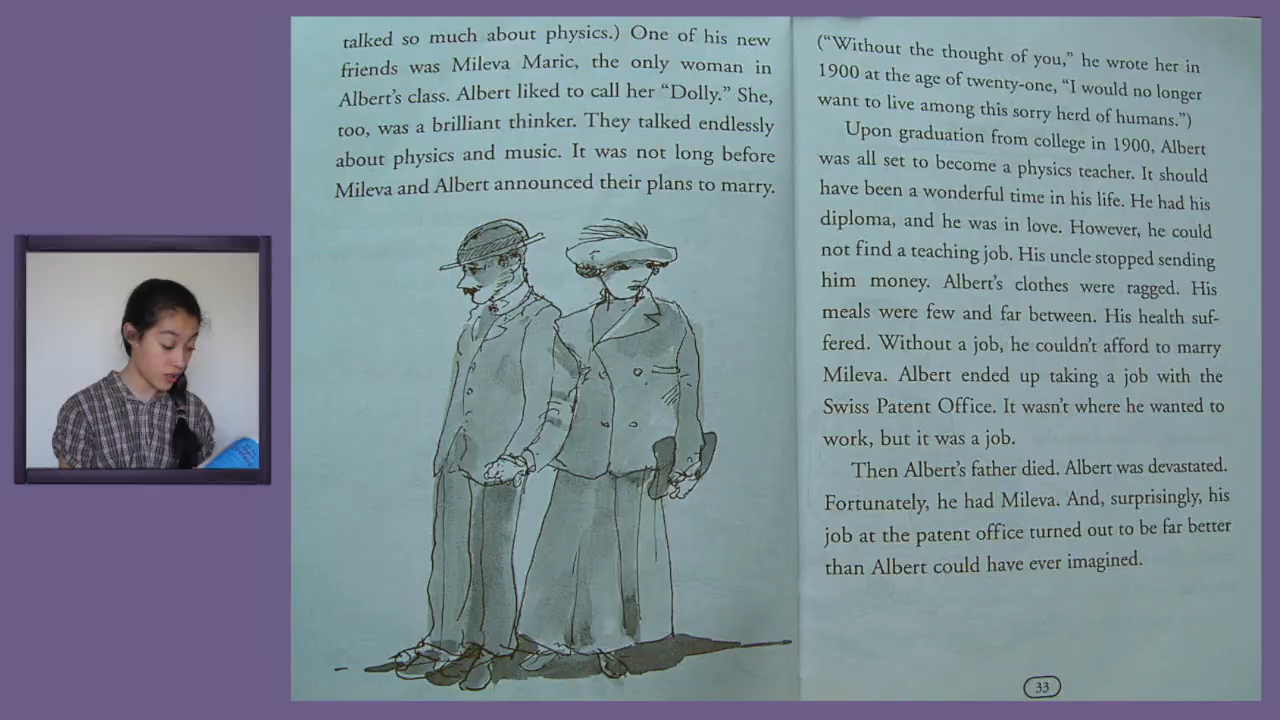 talked so much about physics.) One of his new
friends was Mileva Maric, the only woman in
Albert's class. Albert liked to call her “Dolly.” She,
too, was a brilliant thinker. They talked endlessly
about physics and music. It was not long before
Mileva and Albert announced their plans to marry.
(“Without the thought of you,” he wrote her in
1900 at the age of twenty-one, “I would no longer
want to live among this sorry herd of humans.”)
Upon graduation from college in 1900, Albert
was all set to become a physics teacher. It should
have been a wonderful time in his life. He had his
diploma, and he was in love. However, he could
not find a teaching job. His uncle stopped sending
him money. Albert's clothes were ragged. His
meals were few and far between. His health suf-
fered. Without a job, he couldn't afford to marry
Mileva. Albert ended up taking a job with the
Swiss Patent Office. It wasn't where he wanted to
work, but it was a job.
Then Albert's father died. Albert was devastated.
Fortunately, he had Mileva. And, surprisingly, his
job at the patent office turned out to be far better
than Albert could have ever imagined.
33